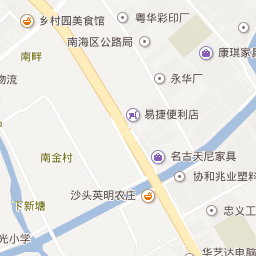 乡村园美食馆
粤华彩印厂
南海区公路局
康琪家具
南畔
物流
永华厂
易捷便利店
南金村
名古天尼家具
协和兆业塑料
沙头英明农庄
下新塘
忠义工
光小学
华艺达电脑